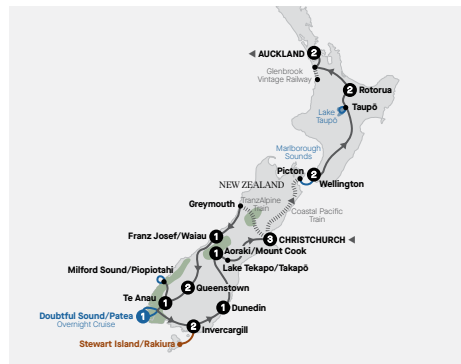 ◀ AUCKLAND 2
Glenbrook
Vintage Railway
2 Rotorua
Taupō
Lake
Taupō
Marlborough
Sounds
Picton
2
Wellington
NEW ZEALAND
TranzAlpine
Train
Greymouth
Coastal Pacific
Train
Franz Josef/Waiau 1
3 CHRISTCHURCH ◀
1 Aoraki/Mount Cook
Lake Tekapo/Takapō
Milford Sound/Piopiotahi
2 Queenstown
Te Anau 1
1 Dunedin
Doubtful Sound/Patea 1
Overnight Cruise
2 Invercargill
Stewart Island/Rakiura